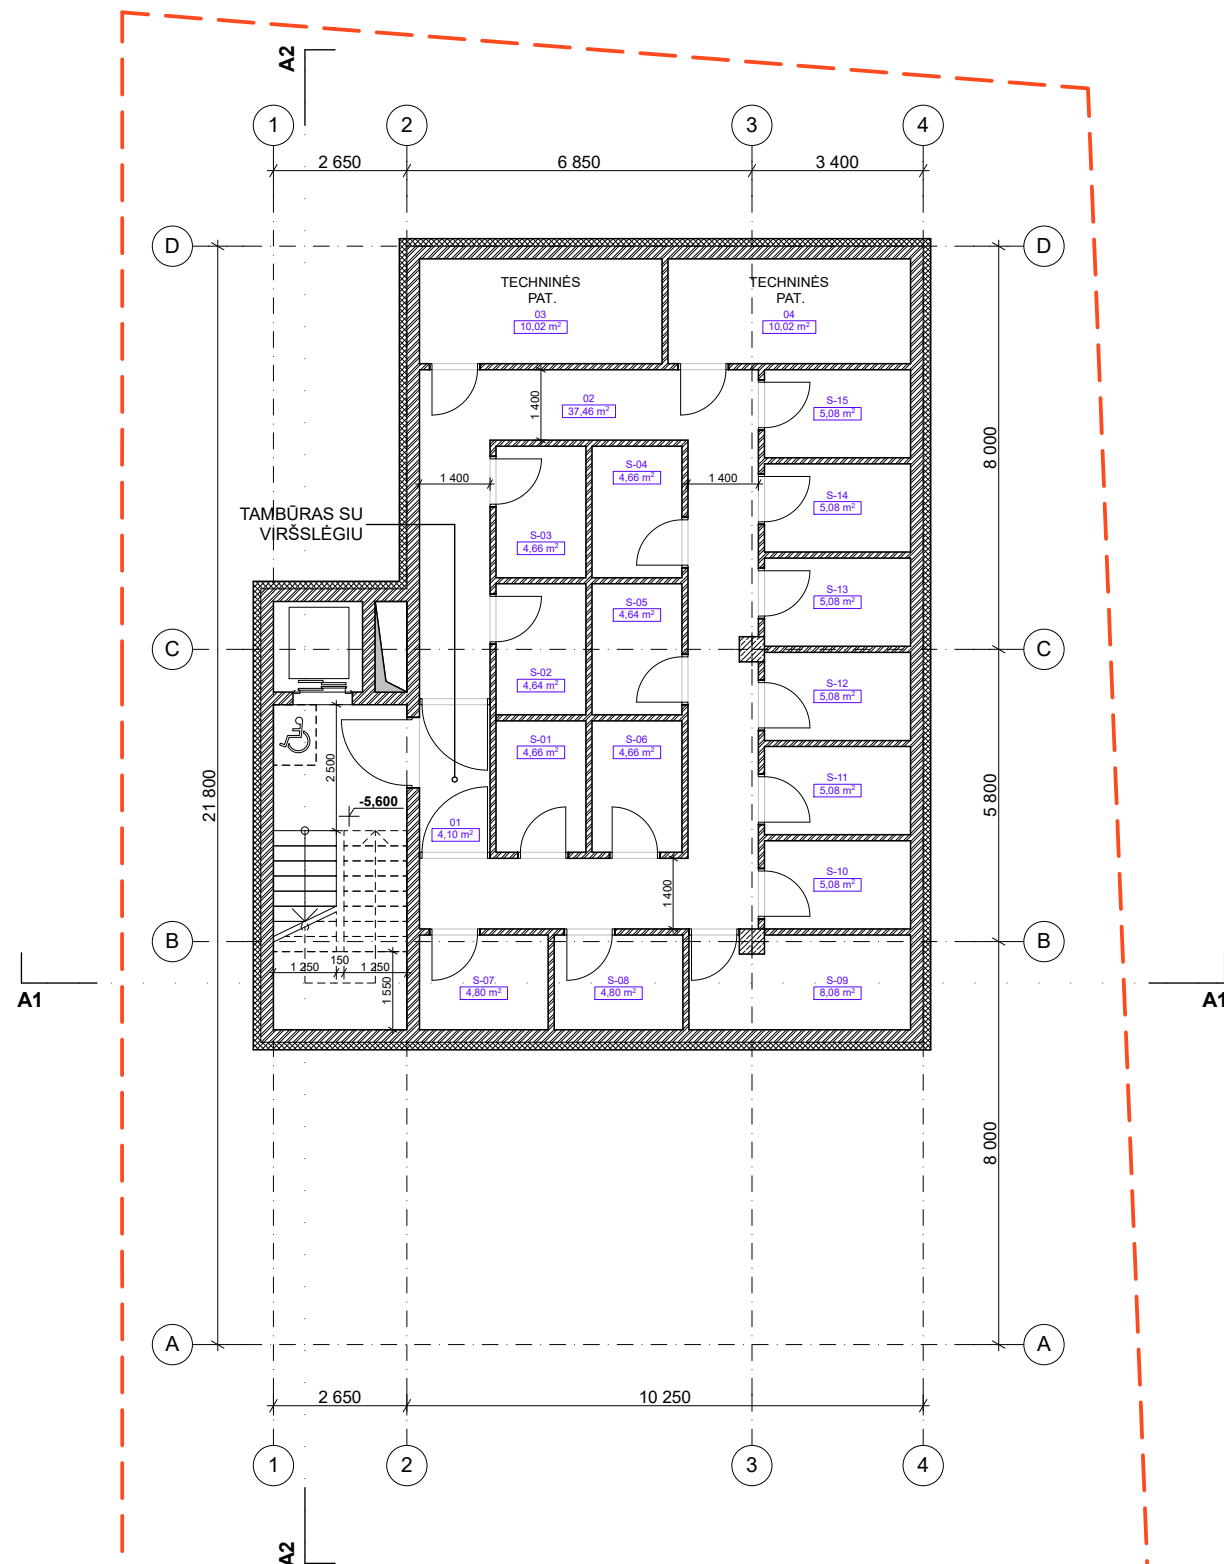 A2
1
2
3
4
2 650
6 850
3 400
D
D
TECHNINĖS
PAT.
03
10,02 m²
TECHNINĖS
PAT.
04
10,02 m²
1 400
02
37,46 m²
S-15
5,08 m²
8 000
1 400
S-04
4,66 m²
1 400
S-14
5,08 m²
TAMBŪRAS SU
VIRŠSLĖGIU
S-03
4,66 m²
S-05
4,64 m²
S-13
5,08 m²
C
C
S-02
4,64 m²
S-12
5,08 m²
S-01
4,66 m²
S-06
4,66 m²
2 500
21 800
-5,600
S-11
5,08 m²
5 800
01
4,10 m²
1 400
S-10
5,08 m²
B
B
1 250
150
1 250
1 550
S-07
4,80 m²
S-08
4,80 m²
S-09
8,08 m²
A1
A1
8 000
A
A
2 650
10 250
1
2
3
4
A2